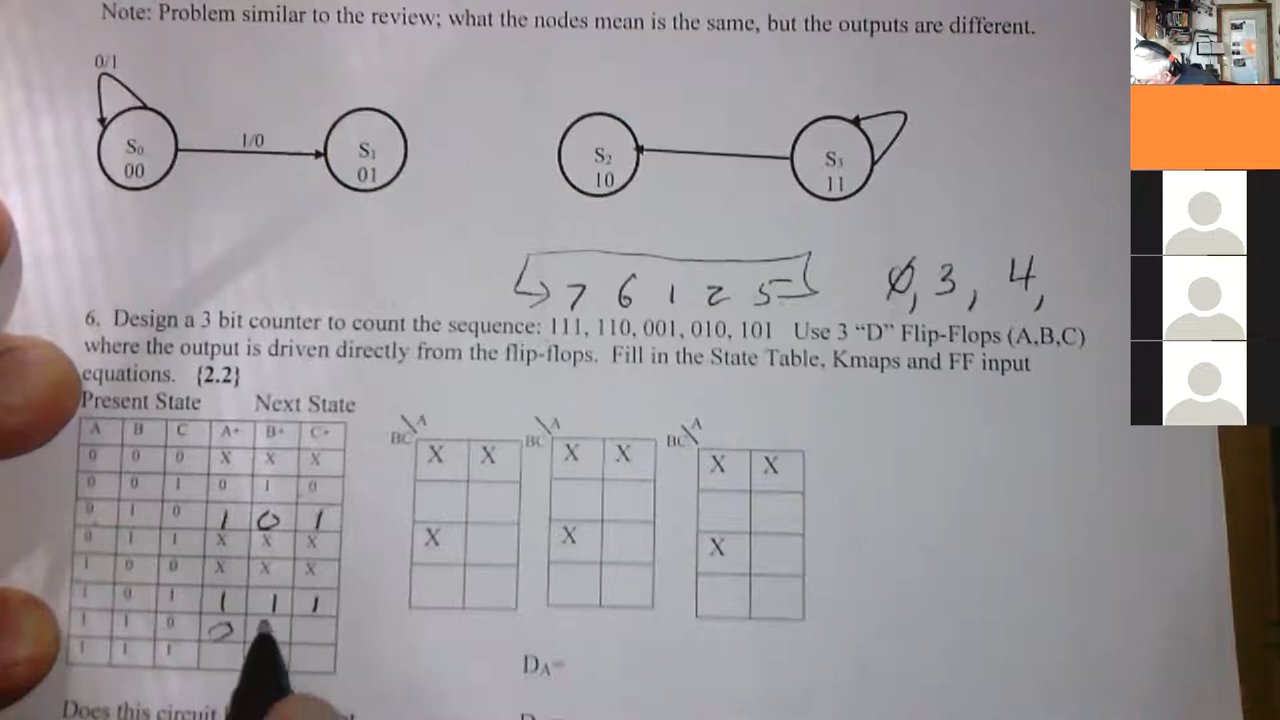 Note: Problem similar to the review; what the nodes mean is the same, but the outputs are different.
0/1
1/0
S₀
00
S₁
01
S₂
10
S₃
11
7 6 1 2 5 0, 3, 4,
6. Design a 3 bit counter to count the sequence: 111, 110, 001, 010, 101 Use 3 “D” Flip-Flops (A,B,C)
where the output is driven directly from the flip-flops. Fill in the State Table, Kmaps and FF input
equations. {2.2}
Present State Next State
A B C A+ B+ C+
0 0 0 X X X
0 0 1 0 1 0
0 1 0 1 0 1
0 1 1 X X X
1 0 0 X X X
1 0 1 1 1 1
1 1 0 0
1 1 1
A
BC
X X
X
A
BC
X X
X
A
BC
X X
X
DA=
Does this circuit